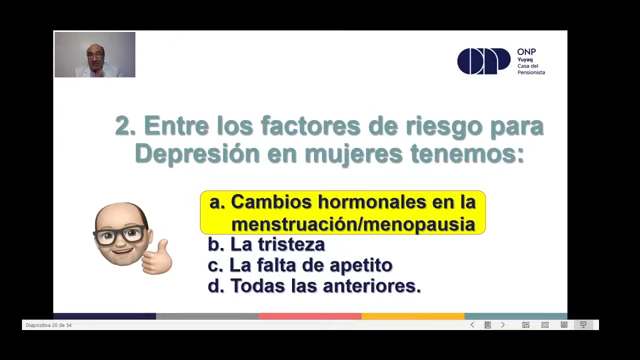 ONP
Yuyaq
Casa del
Pensionista
2. Entre los factores de riesgo para
Depresión en mujeres tenemos:
a. Cambios hormonales en la
menstruación/menopausia
b. La tristeza
c. La falta de apetito
d. Todas las anteriores.
Diapositiva 35 de 54